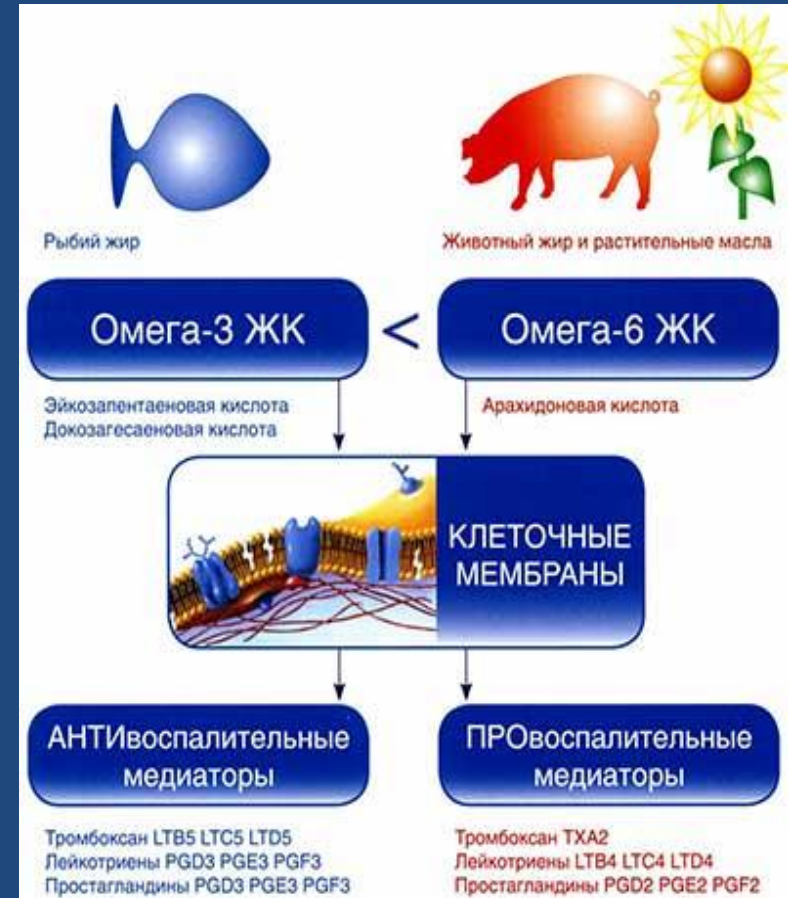 Рыбий жир
Животный жир и растительные масла
Омега-3 ЖК
<
Омега-6 ЖК
Эйкозапентаеновая кислота
Докозагесаеновая кислота
Арахидоновая кислота
КЛЕТОЧНЫЕ
МЕМБРАНЫ
АНТИвоспалительные
медиаторы
ПРОвоспалительные
медиаторы
Тромбоксан LTB5 LTC5 LTD5
Лейкотриены PGD3 PGE3 PGF3
Простагландины PGD3 PGE3 PGF3
Тромбоксан TXA2
Лейкотриены LTB4 LTC4 LTD4
Простагландины PGD2 PGE2 PGF2